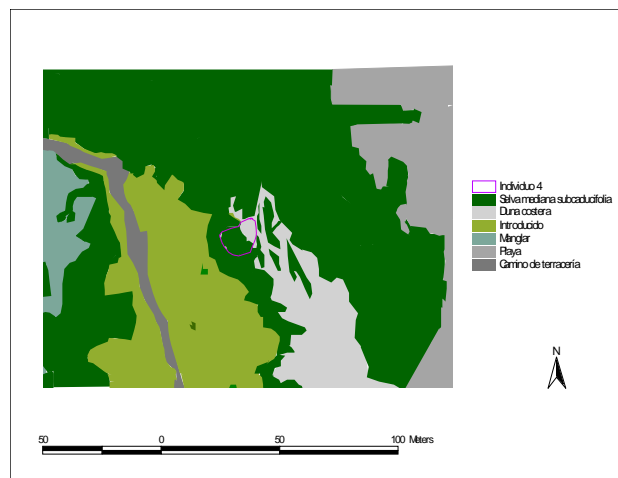 Individuo 4
Selva mediana subcaducifolia
Duna costera
Introducido
Manglar
Playa
Camino de terracería
N
50 0 50 100 Meters